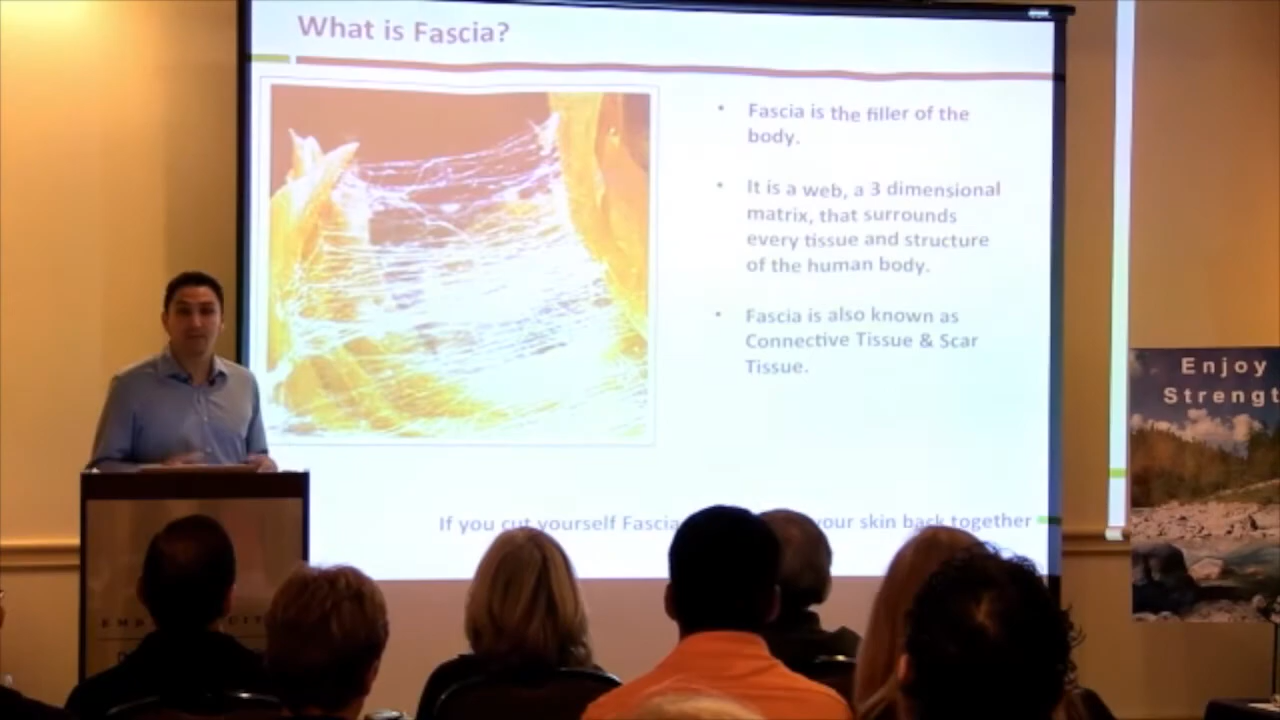 What is Fascia?
• Fascia is the filler of the
body.
• It is a web, a 3 dimensional
matrix, that surrounds
every tissue and structure
of the human body.
• Fascia is also known as
Connective Tissue & Scar
Tissue.
If you cut yourself Fascia your skin back together
Enjoy
Strengt